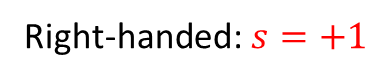 Right-handed: s = +1